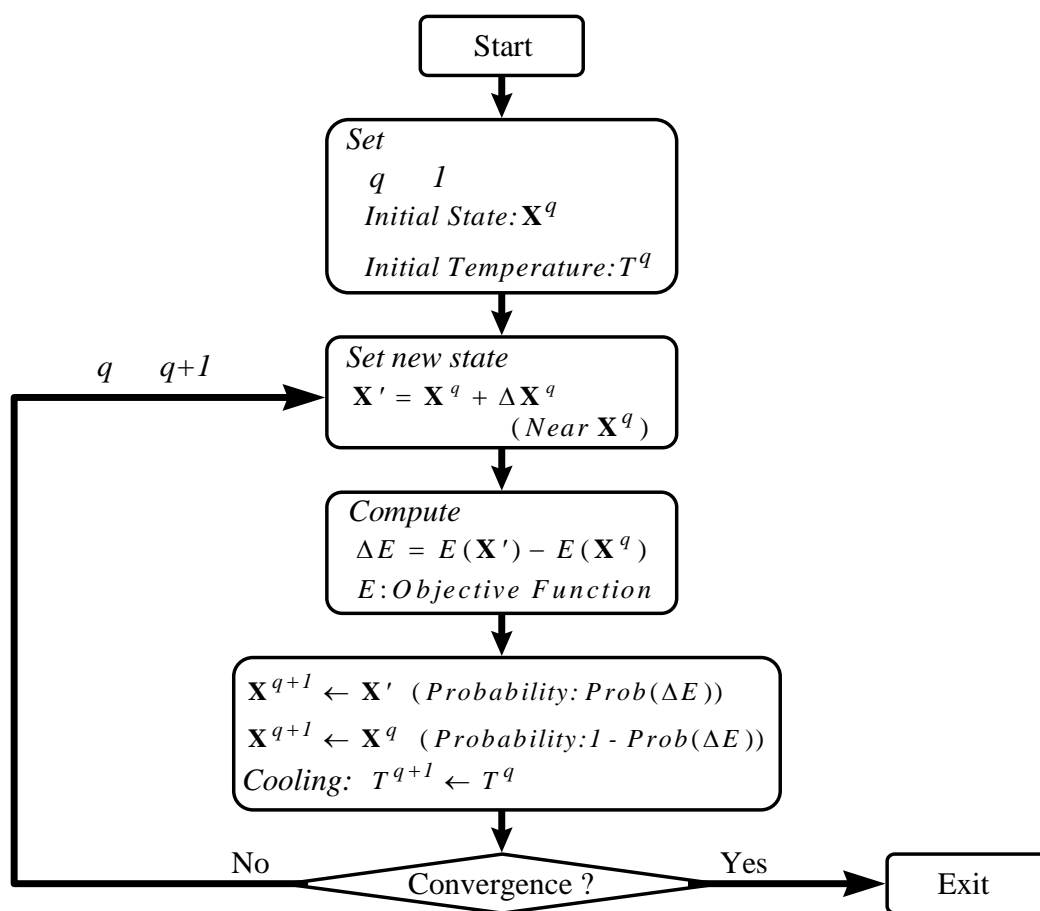 Start
Set
q 1
Initial State: X^q
Initial Temperature: T^q
q q+1
Set new state
X′ = X^q + ΔX^q
(Near X^q)
Compute
ΔE = E(X′) − E(X^q)
E: Objective Function
X^{q+1} ← X′ (Probability: Prob(ΔE))
X^{q+1} ← X^q (Probability: 1 - Prob(ΔE))
Cooling: T^{q+1} ← T^q
No
Convergence ?
Yes
Exit